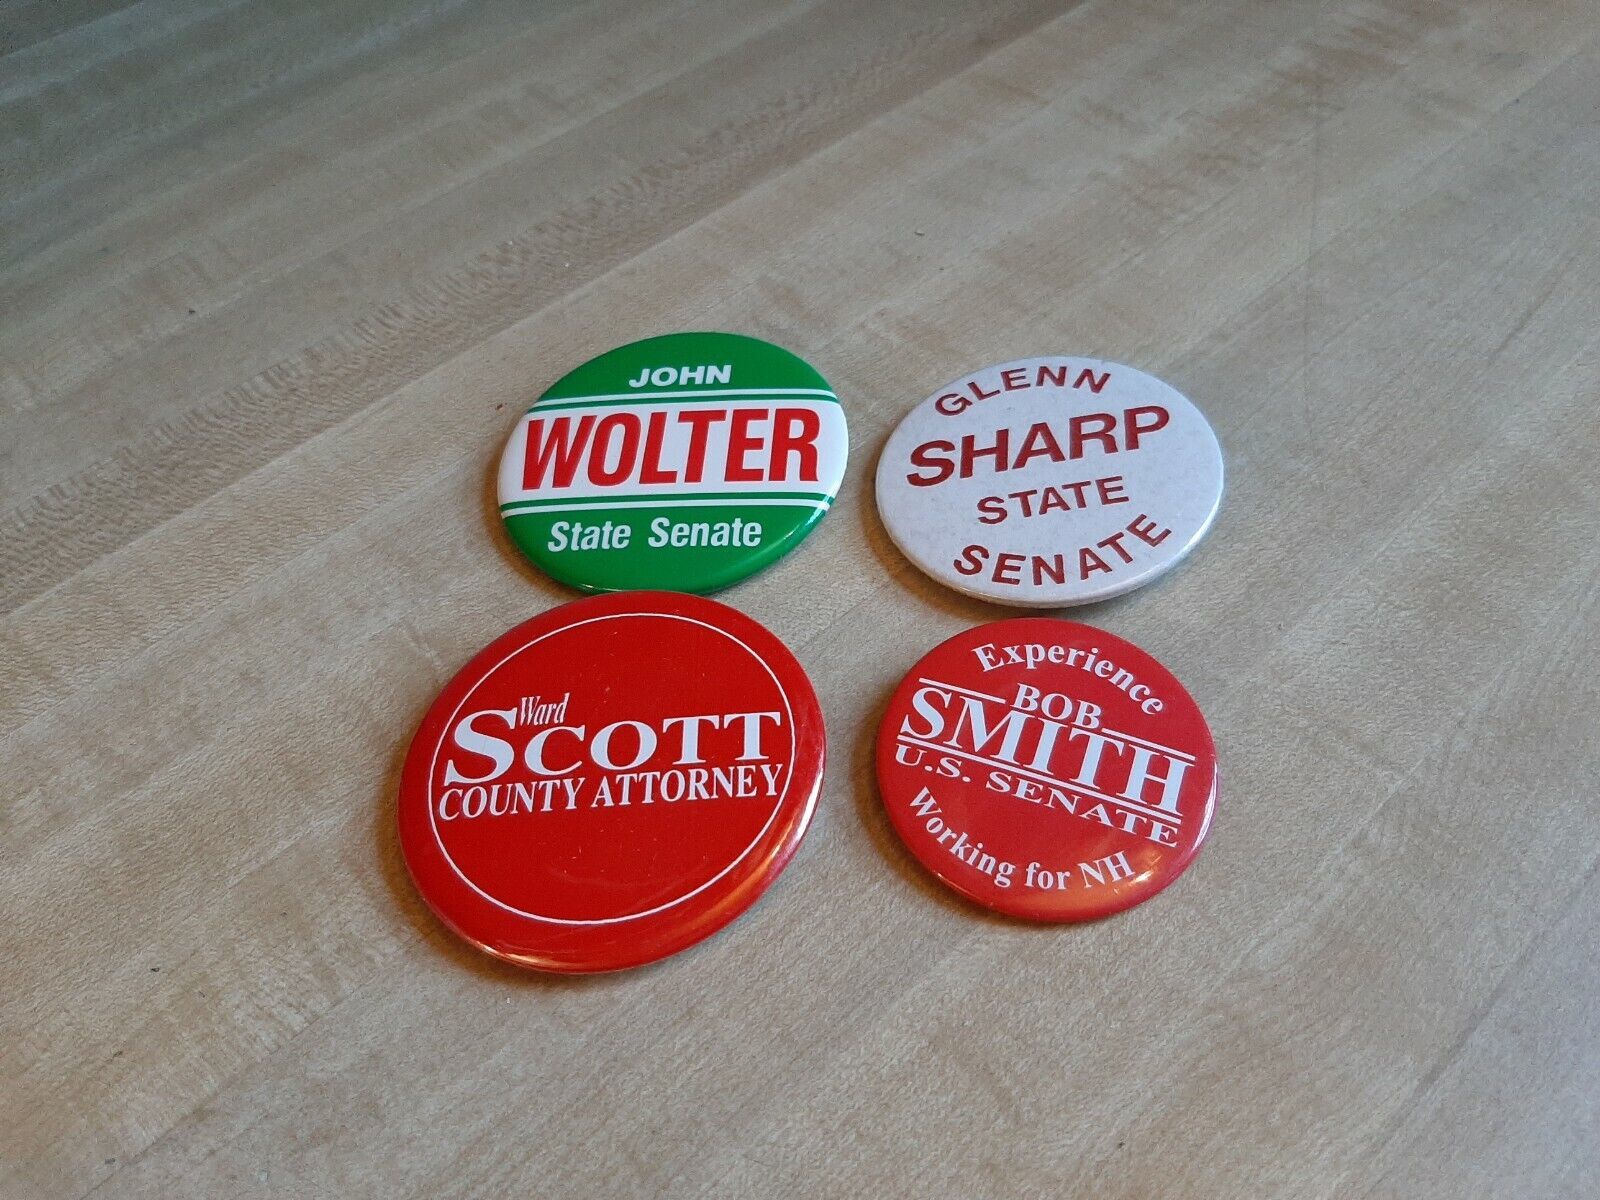 JOHN
WOLTER
State Senate
GLENN
SHARP
STATE
SENATE
Ward
SCOTT
COUNTY ATTORNEY
Experience
BOB
SMITH
U.S. SENATE
Working for NH